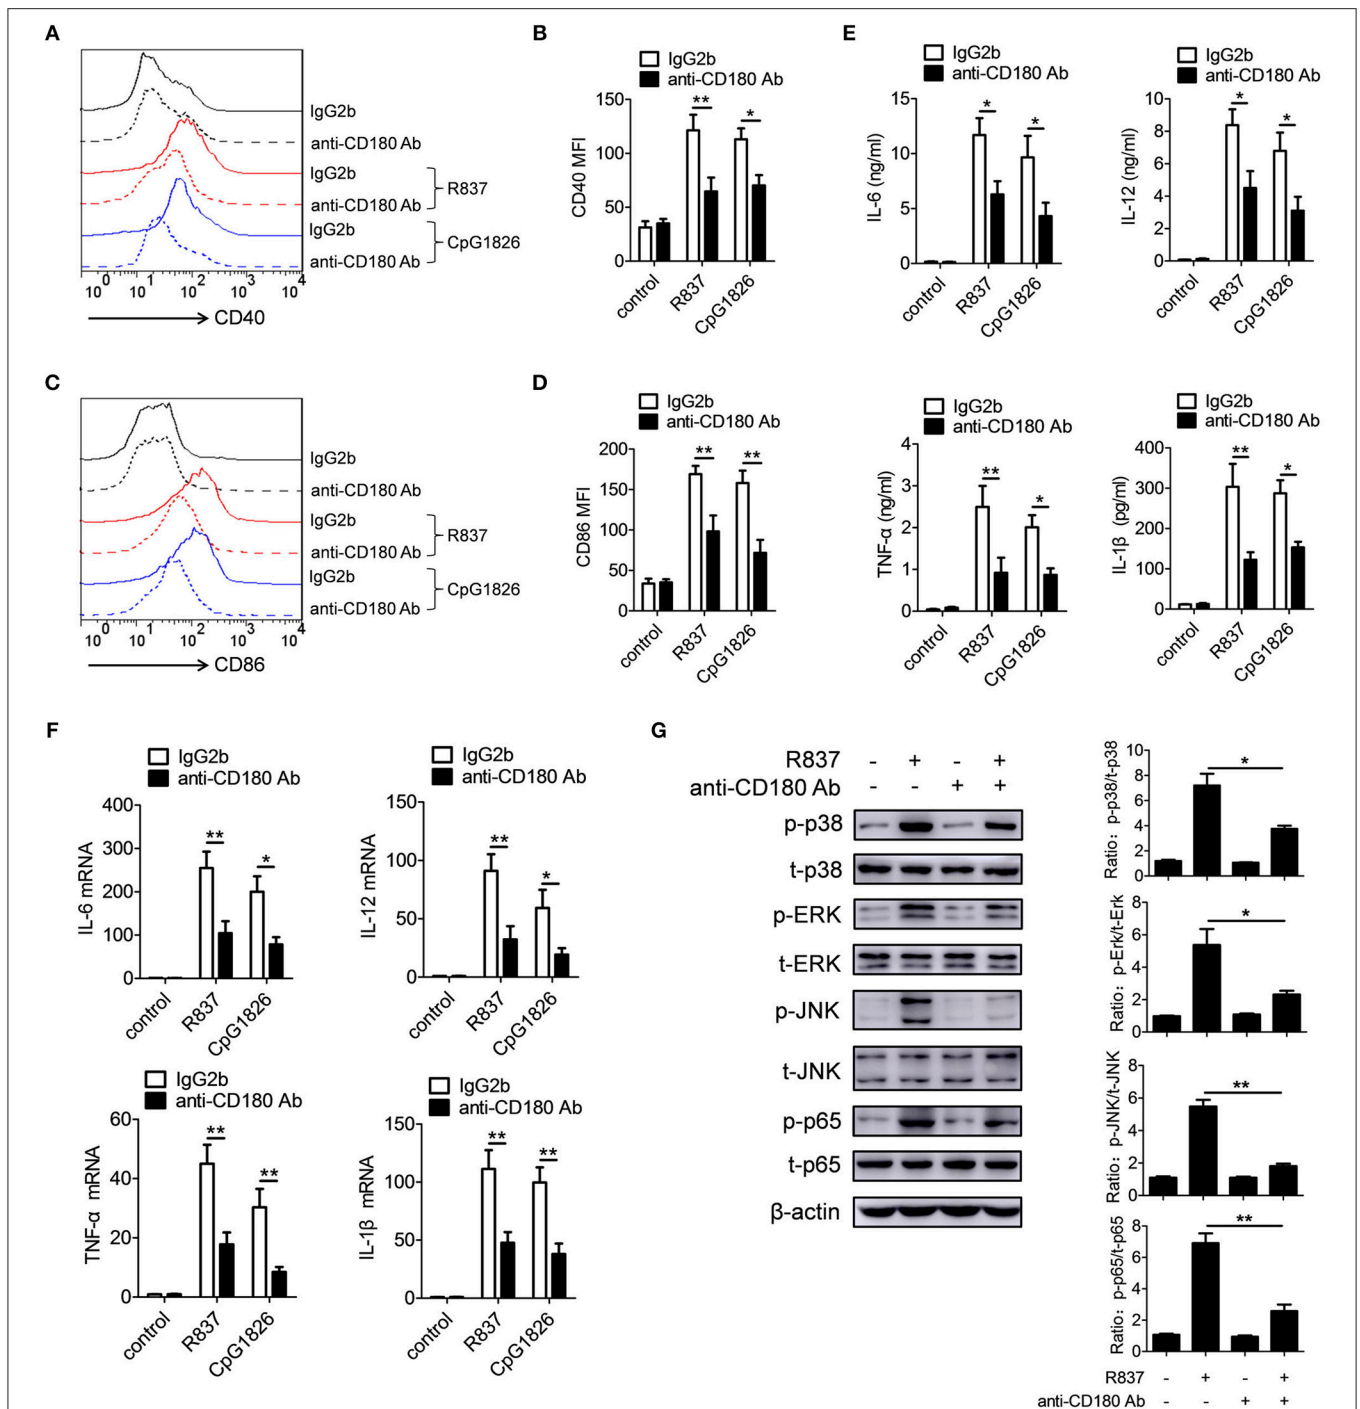 A
IgG2b
anti-CD180 Ab
IgG2b
anti-CD180 Ab
R837
IgG2b
anti-CD180 Ab
CpG1826
10^0 10^1 10^2 10^3 10^4
CD40
B
IgG2b
anti-CD180 Ab
CD40 MFI
150
100
50
0
** *
control R837 CpG1826
E
IgG2b
anti-CD180 Ab
IL-6 (ng/ml)
15
10
5
0
* *
control R837 CpG1826
IgG2b
anti-CD180 Ab
IL-12 (ng/ml)
10
8
6
4
2
0
* *
control R837 CpG1826
C
IgG2b
anti-CD180 Ab
IgG2b
anti-CD180 Ab
R837
IgG2b
anti-CD180 Ab
CpG1826
10^0 10^1 10^2 10^3 10^4
CD86
D
IgG2b
anti-CD180 Ab
CD86 MFI
200
150
100
50
0
** **
control R837 CpG1826
IgG2b
anti-CD180 Ab
TNF-α (ng/ml)
4
3
2
1
0
** *
control R837 CpG1826
IgG2b
anti-CD180 Ab
IL-1β (pg/ml)
400
300
200
100
0
** *
control R837 CpG1826
F
IgG2b
anti-CD180 Ab
IL-6 mRNA
400
300
200
100
0
** *
control R837 CpG1826
IgG2b
anti-CD180 Ab
IL-12 mRNA
150
100
50
0
** *
control R837 CpG1826
IgG2b
anti-CD180 Ab
TNF-α mRNA
60
40
20
0
** **
control R837 CpG1826
IgG2b
anti-CD180 Ab
IL-1β mRNA
150
100
50
0
** **
control R837 CpG1826
G
R837 - + - +
anti-CD180 Ab - - + +
p-p38
t-p38
p-ERK
t-ERK
p-JNK
t-JNK
p-p65
t-p65
β-actin
Ratio: p-p38/t-p38
10
8
6
4
2
0
*
Ratio: p-Erk/t-Erk
8
6
4
2
0
*
Ratio: p-JNK/t-JNK
8
6
4
2
0
**
Ratio: p-p65/t-p65
8
6
4
2
0
**
R837 - + - +
anti-CD180 Ab - - + +